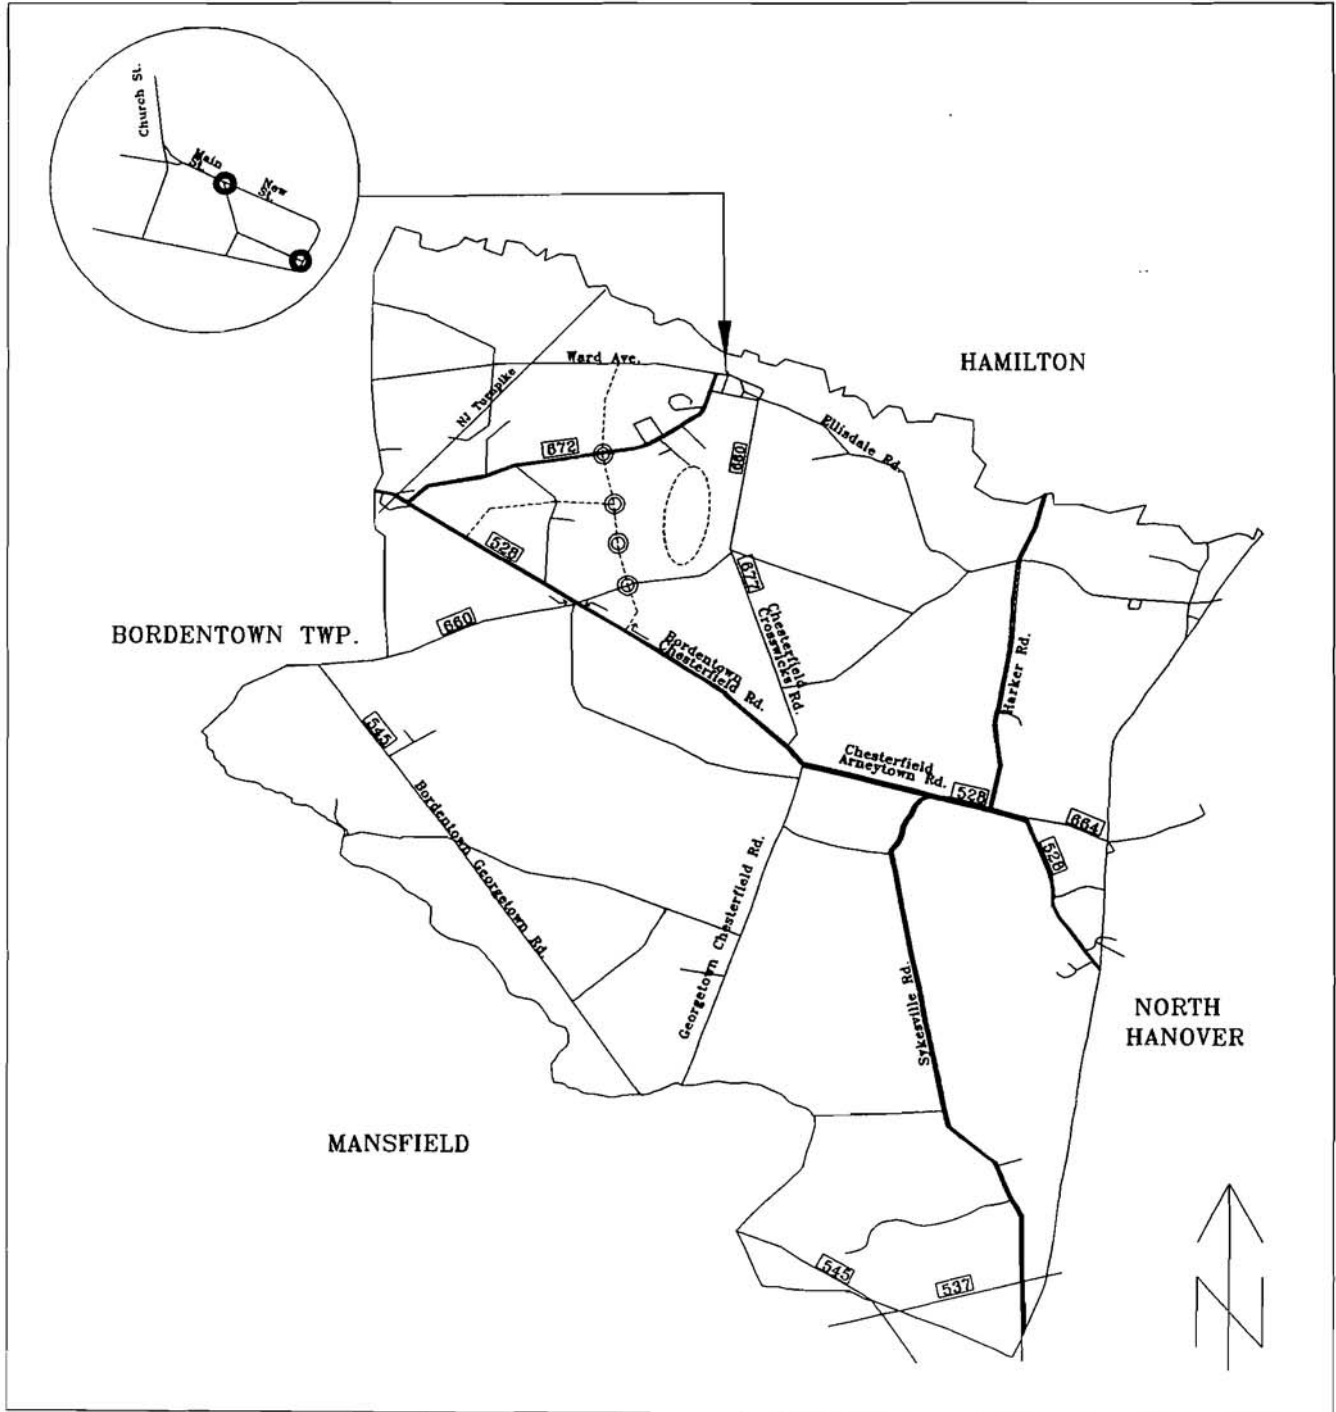 Church St.
Main
St.
New
St.
HAMILTON
Ward Ave.
NJ Turnpike
Ellisdale Rd.
672
660
528
677
BORDENTOWN TWP.
660
Chesterfield
Crosswicks Rd.
Bordentown
Chesterfield Rd.
Harker Rd.
545
Chesterfield
Arneytown Rd.
528
664
528
Bordentown Georgetown Rd.
Georgetown Chesterfield Rd.
Sykesville Rd.
NORTH
HANOVER
MANSFIELD
545
537
N